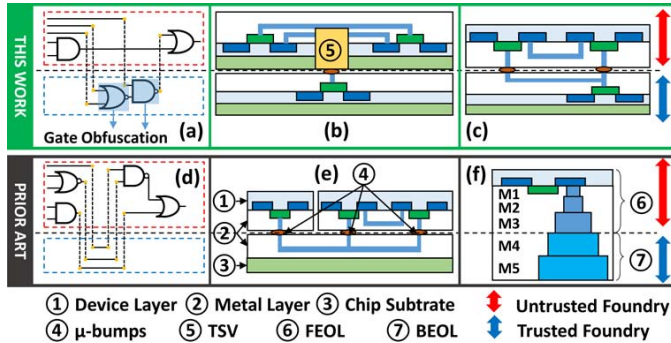 THIS WORK
(a)
Gate Obfuscation
⑤
(b)
(c)
PRIOR ART
(d)
(e)
④
①
②
③
(f)
M1
M2
M3
M4
M5
⑥
⑦
① Device Layer ② Metal Layer ③ Chip Subtrate
④ μ-bumps ⑤ TSV ⑥ FEOL ⑦ BEOL
Untrusted Foundry
Trusted Foundry